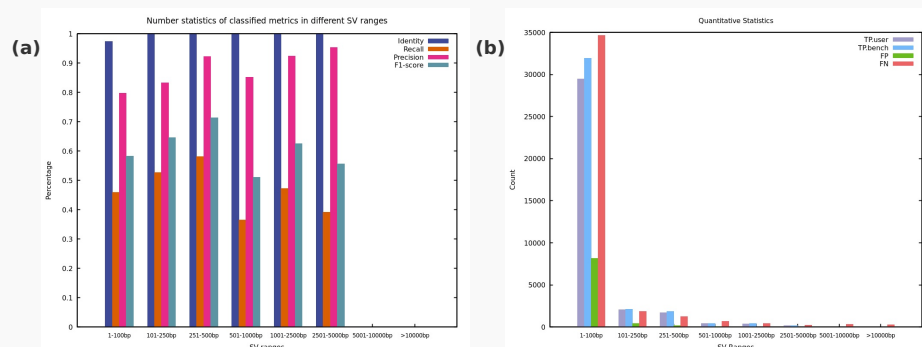 (a)
Number statistics of classified metrics in different SV ranges
Identity
Recall
Precision
F1-score
Percentage
1
0.9
0.8
0.7
0.6
0.5
0.4
0.3
0.2
0.1
0
1-100bp 101-250bp 251-500bp 501-1000bp 1001-2500bp 2501-5000bp 5001-10000bp >10000bp
SV ranges
(b)
Quantitative Statistics
TP.user
TP.bench
FP
FN
Count
35000
30000
25000
20000
15000
10000
5000
0
1-100bp 101-250bp 251-500bp 501-1000bp 1001-2500bp 2501-5000bp 5001-10000bp >10000bp
SV Ranges